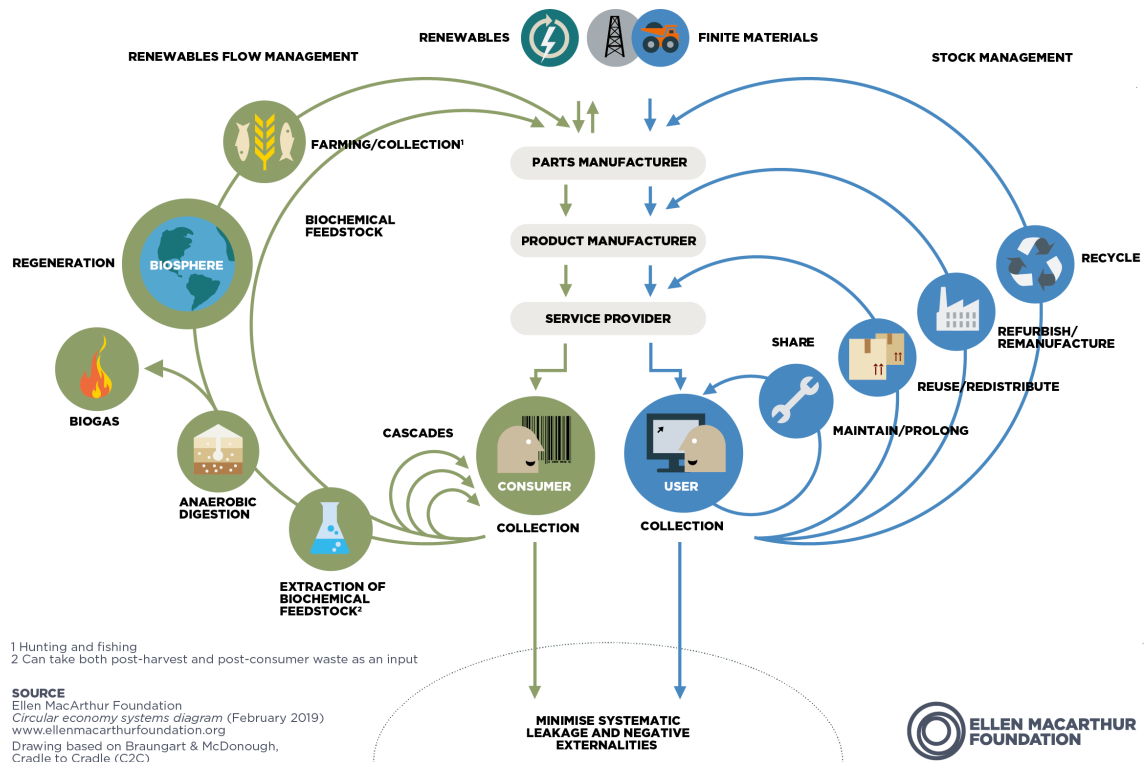 RENEWABLES
FINITE MATERIALS
RENEWABLES FLOW MANAGEMENT
STOCK MANAGEMENT
FARMING/COLLECTION¹
PARTS MANUFACTURER
BIOCHEMICAL
FEEDSTOCK
PRODUCT MANUFACTURER
REGENERATION
BIOSPHERE
RECYCLE
SERVICE PROVIDER
SHARE
REFURBISH/
REMANUFACTURE
REUSE/REDISTRIBUTE
BIOGAS
CASCADES
MAINTAIN/PROLONG
CONSUMER
USER
ANAEROBIC
DIGESTION
COLLECTION
COLLECTION
EXTRACTION OF
BIOCHEMICAL
FEEDSTOCK²
1 Hunting and fishing
2 Can take both post-harvest and post-consumer waste as an input
SOURCE
Ellen MacArthur Foundation
Circular economy systems diagram (February 2019)
www.ellenmacarthurfoundation.org
Drawing based on Braungart & McDonough,
Cradle to Cradle (C2C)
MINIMISE SYSTEMATIC
LEAKAGE AND NEGATIVE
EXTERNALITIES
ELLEN MACARTHUR
FOUNDATION